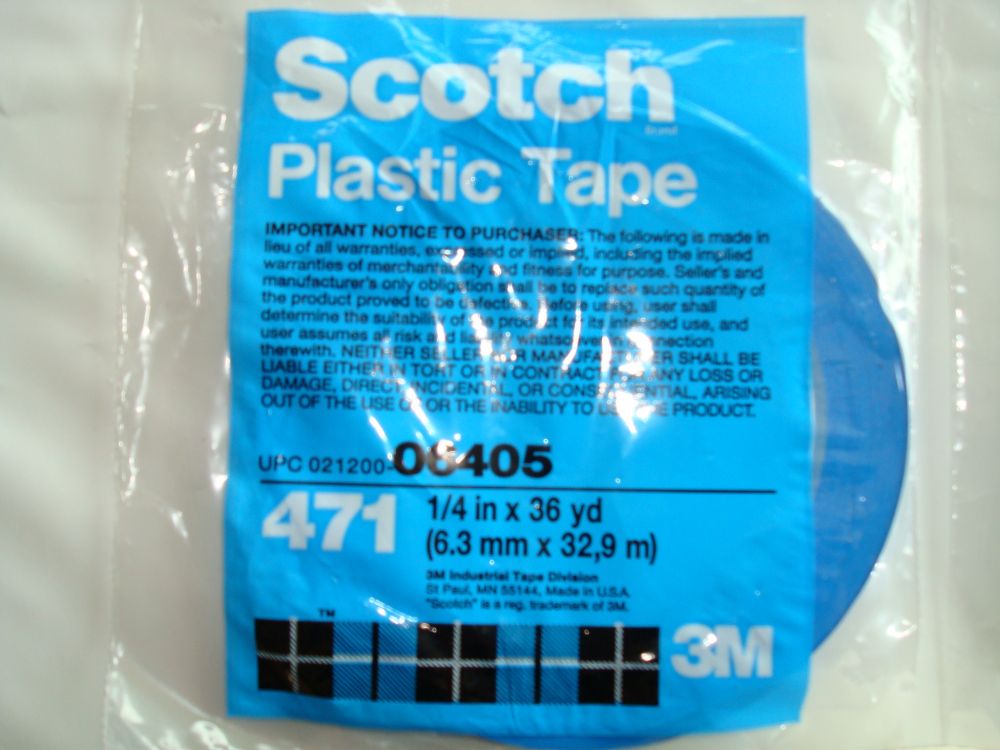 Scotch
Brand
Plastic Tape
IMPORTANT NOTICE TO PURCHASER: The following is made in
lieu of all warranties, expressed or implied, including the implied
warranties of merchantability and fitness for purpose. Seller's and
manufacturer's only obligation shall be to replace such quantity of
the product proved to be defective. Before using, user shall
determine the suitability of the product for its intended use, and
user assumes all risk and liability whatsoever in connection
therewith. NEITHER SELLER NOR MANUFACTURER SHALL BE
LIABLE EITHER IN TORT OR IN CONTRACT FOR ANY LOSS OR
DAMAGE, DIRECT, INCIDENTAL, OR CONSEQUENTIAL, ARISING
OUT OF THE USE OF OR THE INABILITY TO USE THE PRODUCT.
UPC 021200-06405
471 1/4 in x 36 yd
(6.3 mm x 32,9 m)
3M Industrial Tape Division
St Paul, MN 55144, Made in U.S.A.
"Scotch" is a reg. trademark of 3M.
TM
3M